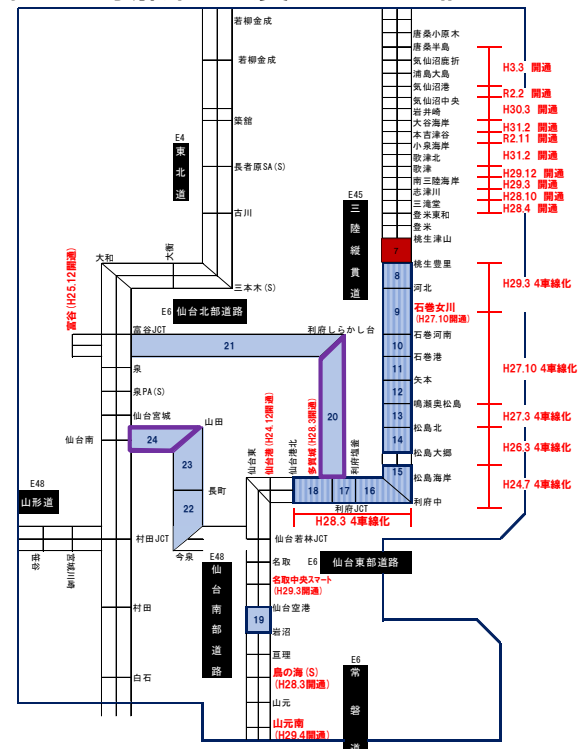 若柳金成
若柳金成
築館
長者原SA(S)
古川
三本木(S)
E4
東北道
大衡
大和
富谷(H25.12開通)
E6 仙台北部道路
富谷JCT
利府しらかし台
21
泉
泉PA(S)
仙台宮城
仙台南
24
山田
23
長町
22
今泉
E48
山形道
笹谷
宮城川崎
村田JCT
村田
白石
E48
仙台南部道路
仙台東
仙台港(H24.12開通)
仙台港北
多賀城(H28.3開通)
利府塩釜
20
18
17
16
15
利府JCT
利府中
H28.3 4車線化
仙台若林JCT
名取
E6 仙台東部道路
名取中央スマート
(H29.3開通)
仙台空港
19
岩沼
亘理
鳥の海(S)
(H28.3開通)
山元
山元南
(H29.4開通)
E6
常磐道
E45
三陸縦貫道
唐桑小原木
唐桑半島
気仙沼鹿折
浦島大島
気仙沼港
気仙沼中央
岩井崎
大谷海岸
本吉津谷
小泉海岸
歌津北
歌津
南三陸海岸
志津川
三滝堂
登米東和
登米
桃生津山
7
桃生豊里
8
河北
9
石巻女川
(H27.10開通)
石巻河南
10
石巻港
11
矢本
12
鳴瀬奥松島
13
松島北
14
松島大郷
松島海岸
H3.3 開通
R2.2 開通
H30.3 開通
H31.2 開通
R2.11 開通
H31.2 開通
H29.12 開通
H29.3 開通
H28.10 開通
H28.4 開通
H29.3 4車線化
H27.10 4車線化
H27.3 4車線化
H26.3 4車線化
H24.7 4車線化